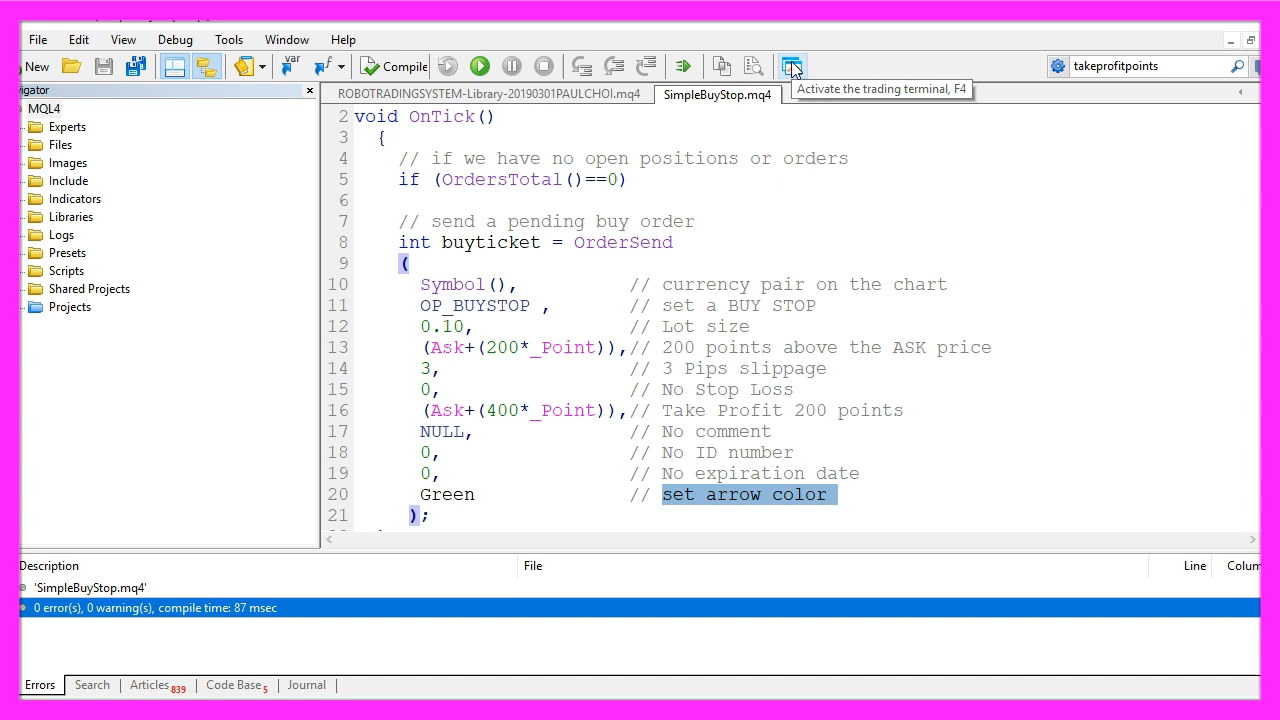 File Edit View Debug Tools Window Help
New var Compile takeprofitpoints
Activate the trading terminal, F4
vigator
ROBOTRADINGSYSTEM-Library-20190301PAULCHOI.mq4 SimpleBuyStop.mq4
MQL4
Experts
Files
Images
Include
Indicators
Libraries
Logs
Presets
Scripts
Shared Projects
Projects
2 void OnTick()
3 {
4 // if we have no open positions or orders
5 if (OrdersTotal()==0)
6
7 // send a pending buy order
8 int buyticket = OrderSend
9 (
10 Symbol(), // currency pair on the chart
11 OP_BUYSTOP , // set a BUY STOP
12 0.10, // Lot size
13 (Ask+(200*_Point)),// 200 points above the ASK price
14 3, // 3 Pips slippage
15 0, // No Stop Loss
16 (Ask+(400*_Point)),// Take Profit 200 points
17 NULL, // No comment
18 0, // No ID number
19 0, // No expiration date
20 Green // set arrow color
21 );
Description File Line Colum
'SimpleBuyStop.mq4'
0 error(s), 0 warning(s), compile time: 87 msec
Errors Search Articles 839 Code Base 5 Journal